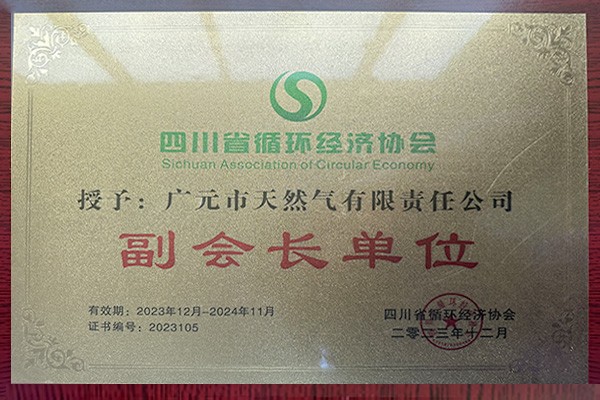 四川省循环经济协会
Sichuan Association of Circular Economy
授予：广元市天然气有限责任公司
副会长单位
有效期：2023年12月-2024年11月
证书编号：2023105
四川省循环经济协会
二零二三年十二月